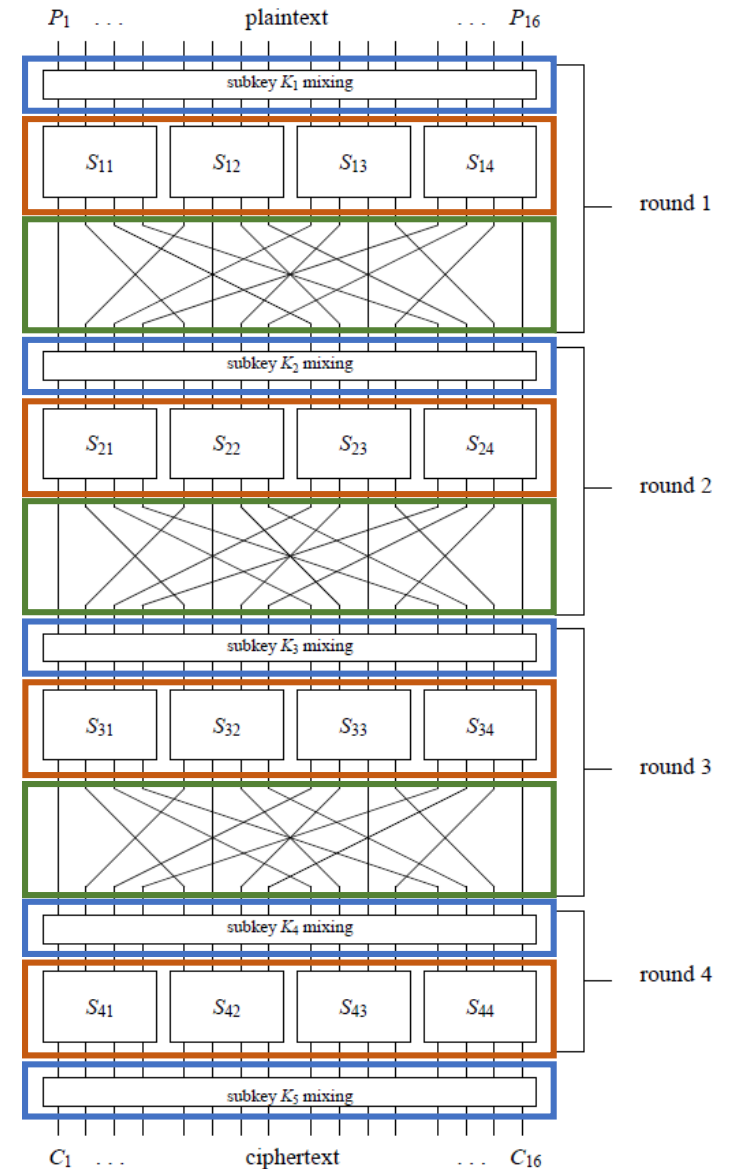 P1 . . . plaintext . . . P16
subkey K1 mixing
S11 S12 S13 S14
round 1
subkey K2 mixing
S21 S22 S23 S24
round 2
subkey K3 mixing
S31 S32 S33 S34
round 3
subkey K4 mixing
round 4
S41 S42 S43 S44
subkey K5 mixing
C1 . . . ciphertext . . . C16